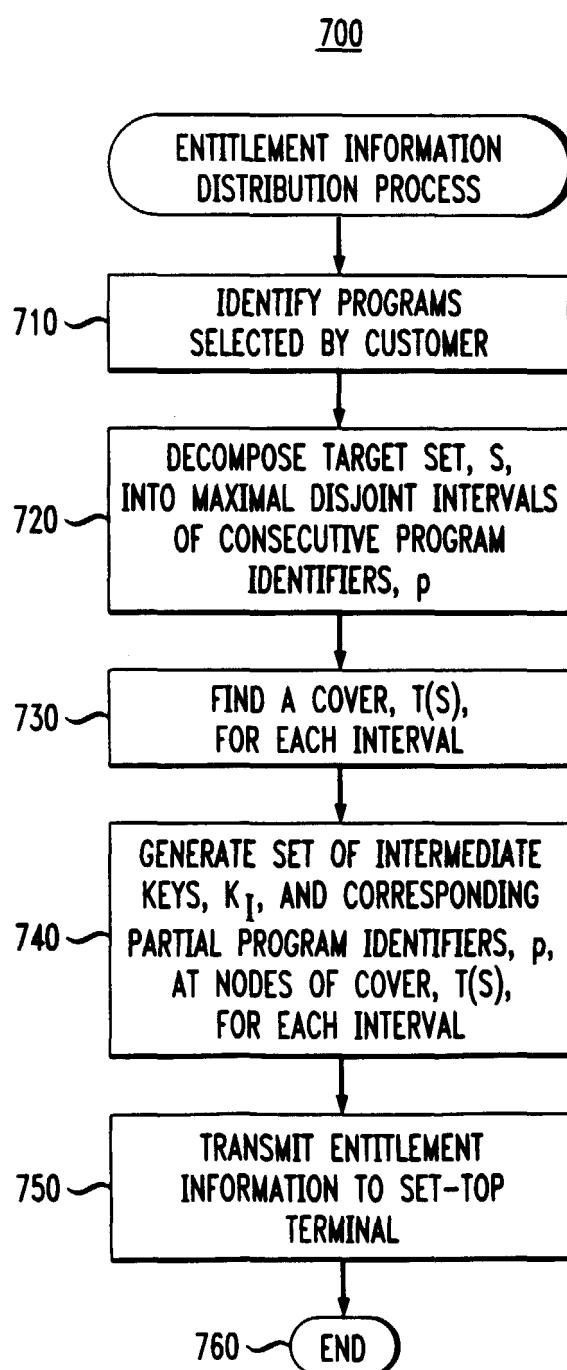 700
ENTITLEMENT INFORMATION
DISTRIBUTION PROCESS
710
IDENTIFY PROGRAMS
SELECTED BY CUSTOMER
720
DECOMPOSE TARGET SET, S,
INTO MAXIMAL DISJOINT INTERVALS
OF CONSECUTIVE PROGRAM
IDENTIFIERS, p
730
FIND A COVER, T(S),
FOR EACH INTERVAL
740
GENERATE SET OF INTERMEDIATE
KEYS, K_I, AND CORRESPONDING
PARTIAL PROGRAM IDENTIFIERS, p,
AT NODES OF COVER, T(S),
FOR EACH INTERVAL
750
TRANSMIT ENTITLEMENT
INFORMATION TO SET-TOP
TERMINAL
760
END